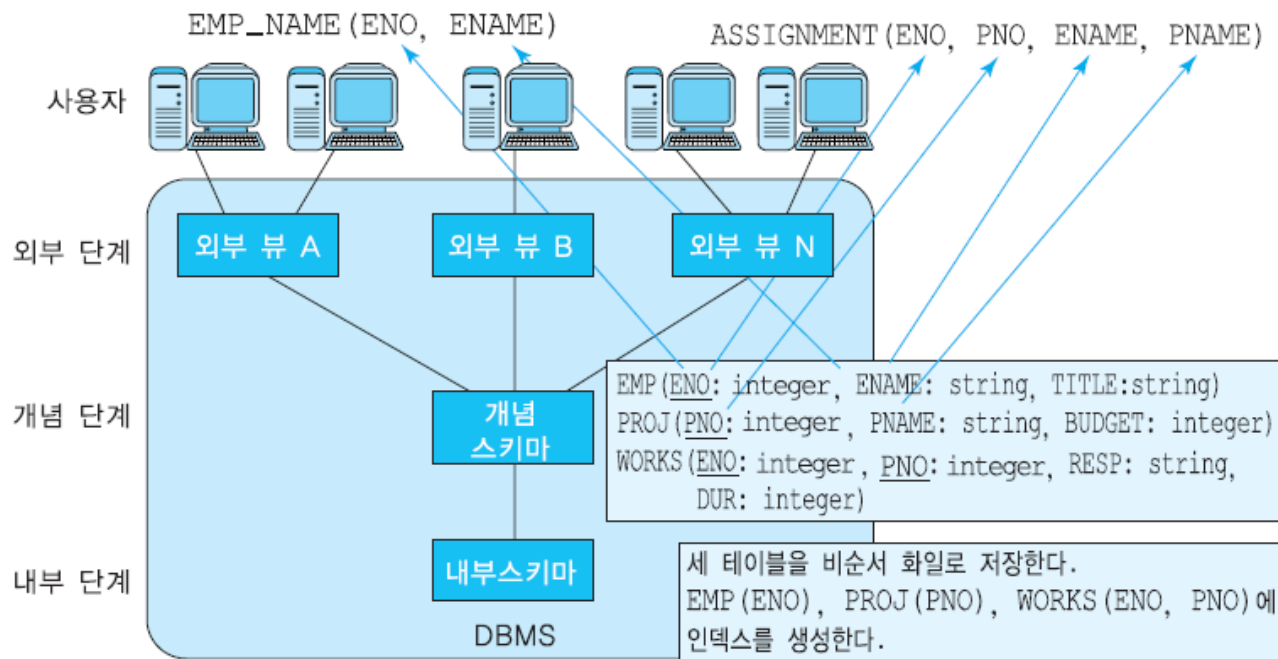 EMP_NAME(ENO, ENAME)
ASSIGNMENT(ENO, PNO, ENAME, PNAME)
사용자
외부 단계
외부 뷰 A
외부 뷰 B
외부 뷰 N
EMP(ENO: integer, ENAME: string, TITLE:string)
PROJ(PNO: integer, PNAME: string, BUDGET: integer)
WORKS(ENO: integer, PNO: integer, RESP: string,
DUR: integer)
개념 단계
개념
스키마
내부 단계
내부스키마
세 테이블을 비순서 화일로 저장한다.
EMP(ENO), PROJ(PNO), WORKS(ENO, PNO)에
인덱스를 생성한다.
DBMS